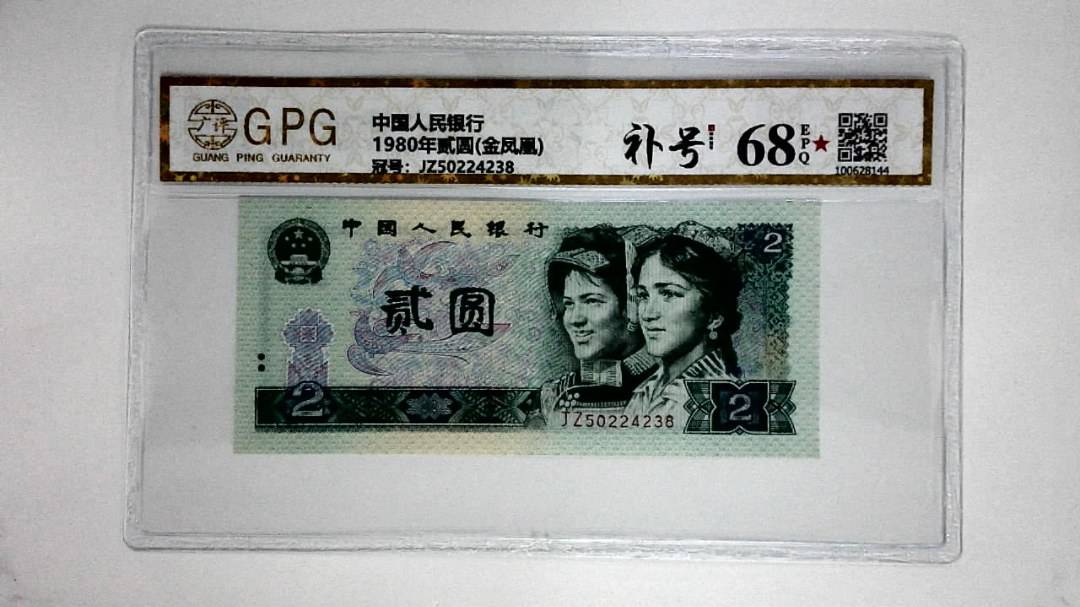 广评
GPG
GUANG PING GUARANTY
中国人民银行
1980年贰圆(金凤凰)
冠号：JZ50224238
补号
68
EPQ
★
100628144
中国人民银行
贰圆
2
2
2
JZ50224238